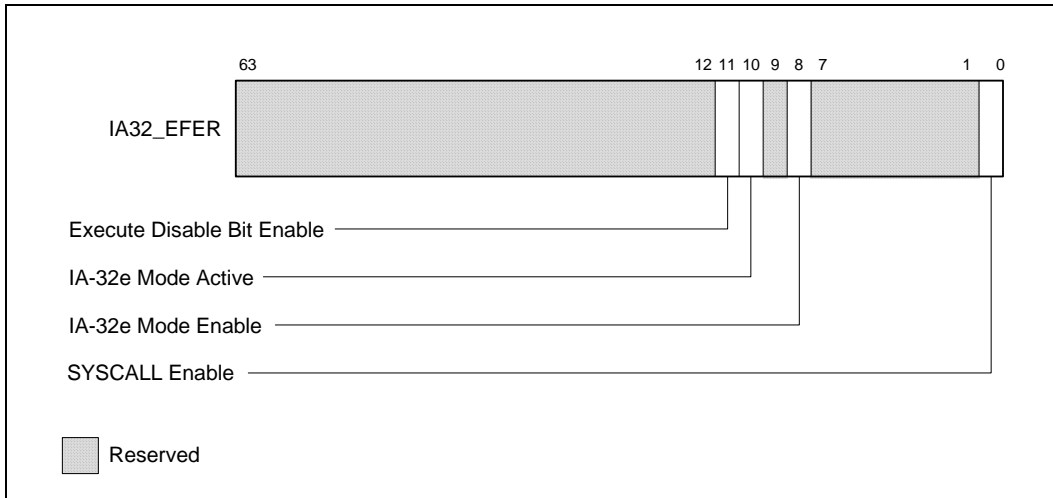 63 12 11 10 9 8 7 1 0
IA32_EFER
Execute Disable Bit Enable
IA-32e Mode Active
IA-32e Mode Enable
SYSCALL Enable
Reserved